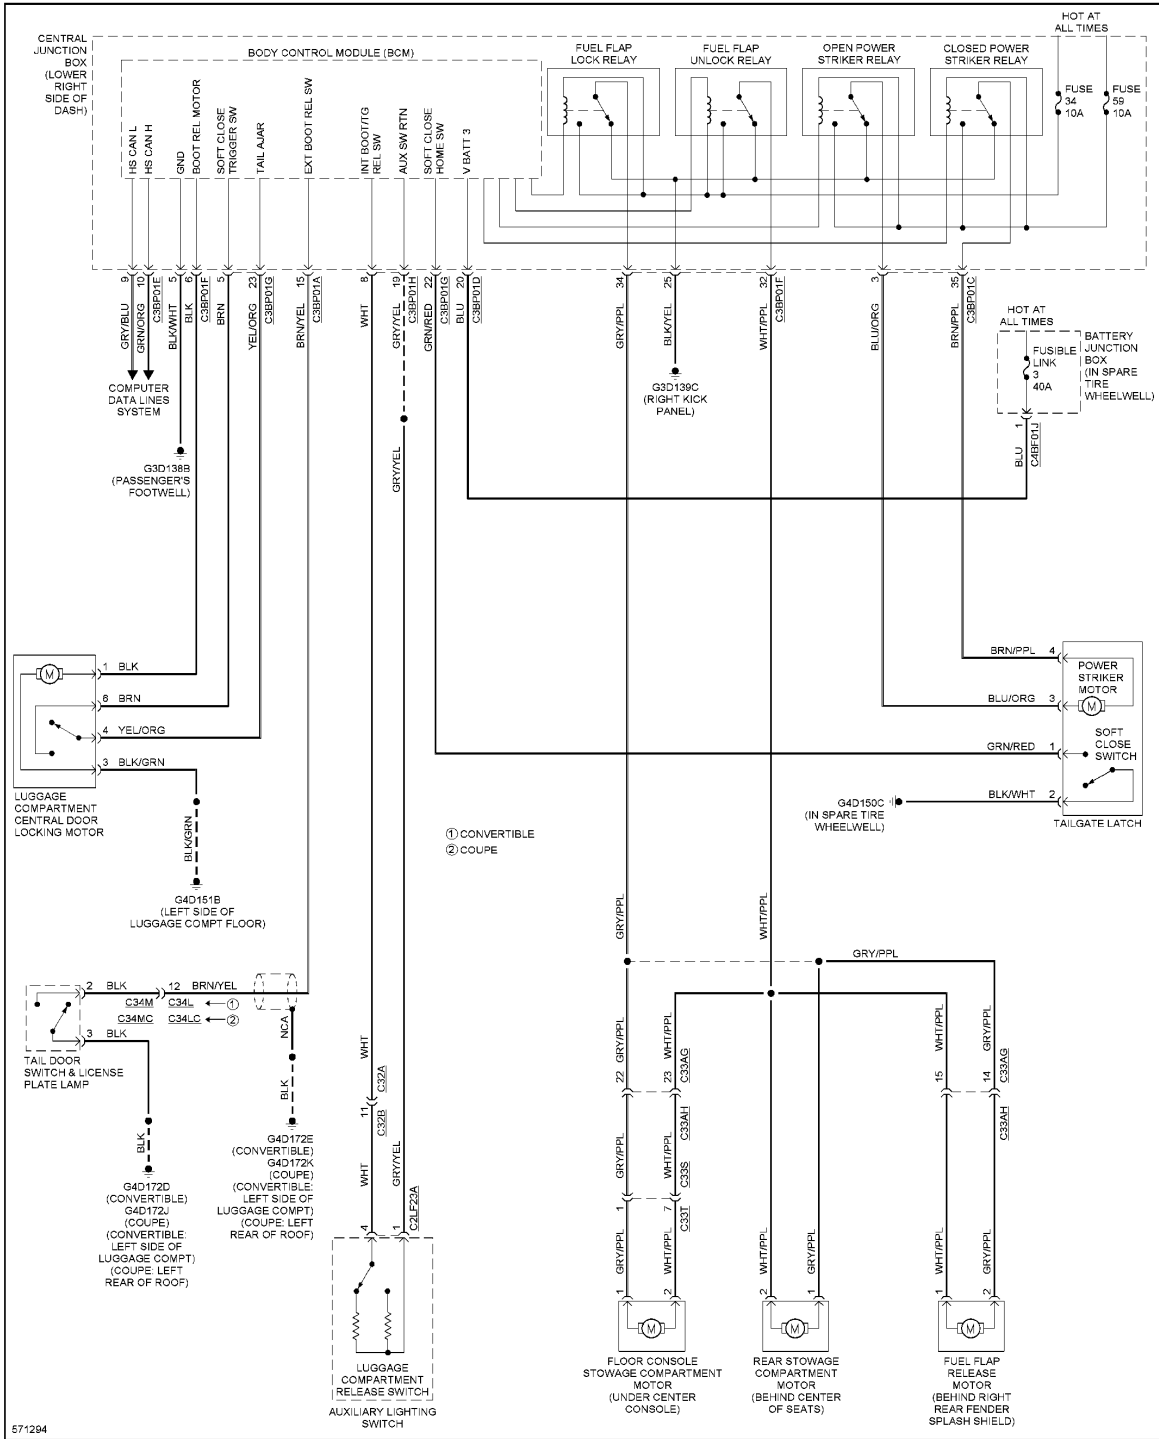 HOT AT
ALL TIMES
CENTRAL
JUNCTION
BOX
(LOWER
RIGHT
SIDE OF
DASH)
BODY CONTROL MODULE (BCM)
FUEL FLAP
LOCK RELAY
FUEL FLAP
UNLOCK RELAY
OPEN POWER
STRIKER RELAY
CLOSED POWER
STRIKER RELAY
FUSE
34
10A
FUSE
59
10A
HS CAN L
HS CAN H
GND
BOOT REL MOTOR
SOFT CLOSE
TRIGGER SW
TAIL AJAR
EXT BOOT REL SW
INT BOOT/TG
REL SW
AUX SW RTN
SOFT CLOSE
HOME SW
V BATT 3
9
10
C3BP01E
5
6
C3BP01F
5
23
C3BP01G
15
C3BP01A
8
19
C3BP01H
22
C3BP01G
20
C3BP01D
34
25
32
C3BP01F
3
35
C3BP01C
GRY/BLU
GRN/ORG
BLK/WHT
BLK
BRN
YEL/ORG
BRN/YEL
WHT
GRY/YEL
GRN/RED
BLU
GRY/PPL
BLK/YEL
WHT/PPL
BLU/ORG
BRN/PPL
HOT AT
ALL TIMES
FUSIBLE
LINK
3
40A
BATTERY
JUNCTION
BOX
(IN SPARE
TIRE
WHEELWELL)
1
C4BF01J
BLU
COMPUTER
DATA LINES
SYSTEM
G3D139C
(RIGHT KICK
PANEL)
G3D138B
(PASSENGER'S
FOOTWELL)
GRY/YEL
1 BLK
6 BRN
4 YEL/ORG
3 BLK/GRN
LUGGAGE
COMPARTMENT
CENTRAL DOOR
LOCKING MOTOR
M
BRN/PPL 4
BLU/ORG 3
GRN/RED 1
BLK/WHT 2
POWER
STRIKER
MOTOR
M
SOFT
CLOSE
SWITCH
TAILGATE LATCH
G4D150C
(IN SPARE TIRE
WHEELWELL)
BLK/GRN
G4D151B
(LEFT SIDE OF
LUGGAGE COMPT FLOOR)
① CONVERTIBLE
② COUPE
GRY/PPL
WHT/PPL
GRY/PPL
2 BLK 12 BRN/YEL
C34M C34L ①
C34MC C34LC ②
3 BLK
TAIL DOOR
SWITCH & LICENSE
PLATE LAMP
NCA
BLK
BLK
G4D172D
(CONVERTIBLE)
G4D172J
(COUPE)
(CONVERTIBLE:
LEFT SIDE OF
LUGGAGE COMPT)
(COUPE: LEFT
REAR OF ROOF)
G4D172E
(CONVERTIBLE)
G4D172K
(COUPE)
(CONVERTIBLE:
LEFT SIDE OF
LUGGAGE COMPT)
(COUPE: LEFT
REAR OF ROOF)
WHT
C32A
11
C32B
WHT
GRY/YEL
4
1
C2LF23A
LUGGAGE
COMPARTMENT
RELEASE SWITCH
AUXILIARY LIGHTING
SWITCH
GRY/PPL
WHT/PPL
22
23
C33AG
C33AH
GRY/PPL
WHT/PPL
C33S
1
7
C33T
GRY/PPL
WHT/PPL
1
2
M
FLOOR CONSOLE
STOWAGE COMPARTMENT
MOTOR
(UNDER CENTER
CONSOLE)
WHT/PPL
GRY/PPL
2
1
M
REAR STOWAGE
COMPARTMENT
MOTOR
(BEHIND CENTER
OF SEATS)
WHT/PPL
GRY/PPL
15
14
C33AG
C33AH
WHT/PPL
GRY/PPL
1
2
M
FUEL FLAP
RELEASE
MOTOR
(BEHIND RIGHT
REAR FENDER
SPLASH SHIELD)
571294